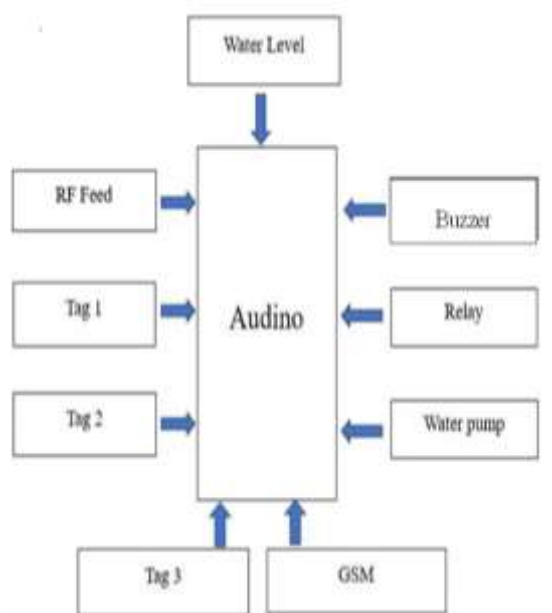 Water Level
RF Feed
Buzzer
Tag 1
Audino
Relay
Tag 2
Water pump
Tag 3
GSM